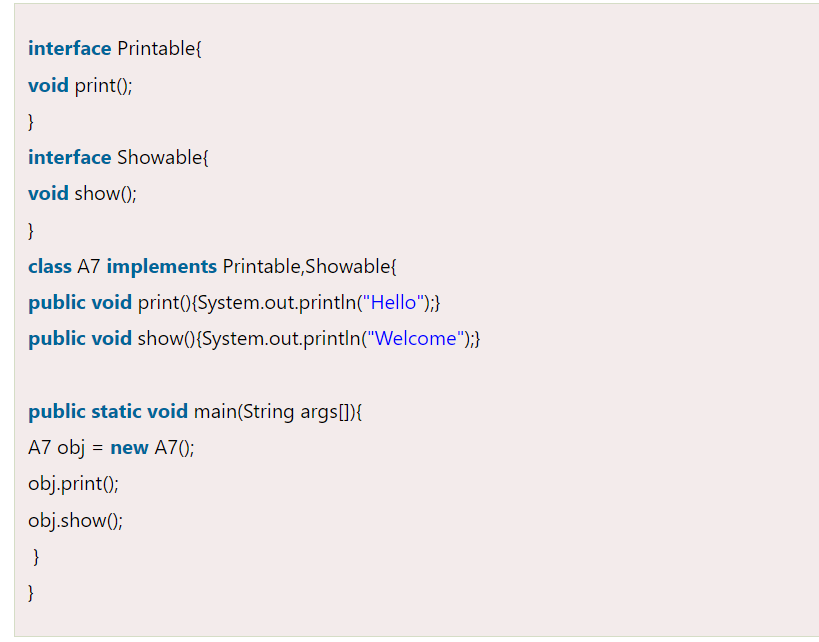 interface Printable{
void print();
}
interface Showable{
void show();
}
class A7 implements Printable,Showable{
public void print(){System.out.println("Hello");}
public void show(){System.out.println("Welcome");}
public static void main(String args[]){
A7 obj = new A7();
obj.print();
obj.show();
}
}